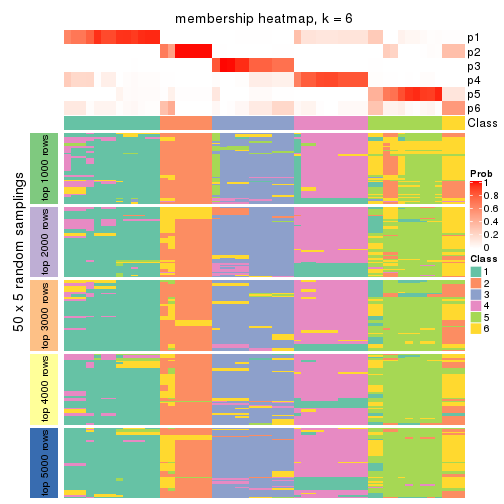 membership heatmap, k = 6
p1
p2
p3
p4
p5
p6
Class
50 x 5 random samplings
top 1000 rows
top 2000 rows
top 3000 rows
top 4000 rows
top 5000 rows
Prob
1
0.8
0.6
0.4
0.2
0
Class
1
2
3
4
5
6